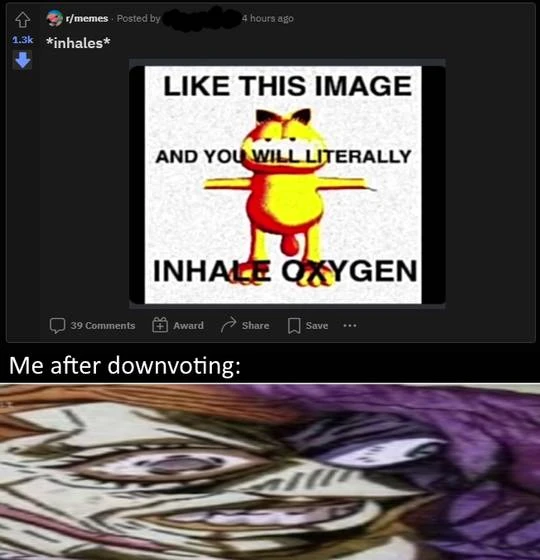 r/memes · Posted by 4 hours ago
1.3k
*inhales*
LIKE THIS IMAGE
AND YOU WILL LITERALLY
INHALE OXYGEN
39 Comments Award Share Save ...
Me after downvoting: